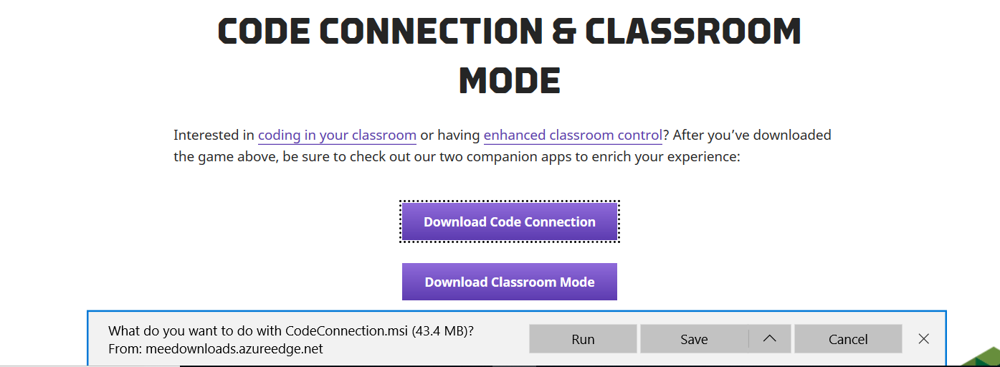 CODE CONNECTION & CLASSROOM
MODE
Interested in coding in your classroom or having enhanced classroom control? After you’ve downloaded
the game above, be sure to check out our two companion apps to enrich your experience:
Download Code Connection
Download Classroom Mode
What do you want to do with CodeConnection.msi (43.4 MB)?
From: meedownloads.azureedge.net
Run
Save
Cancel